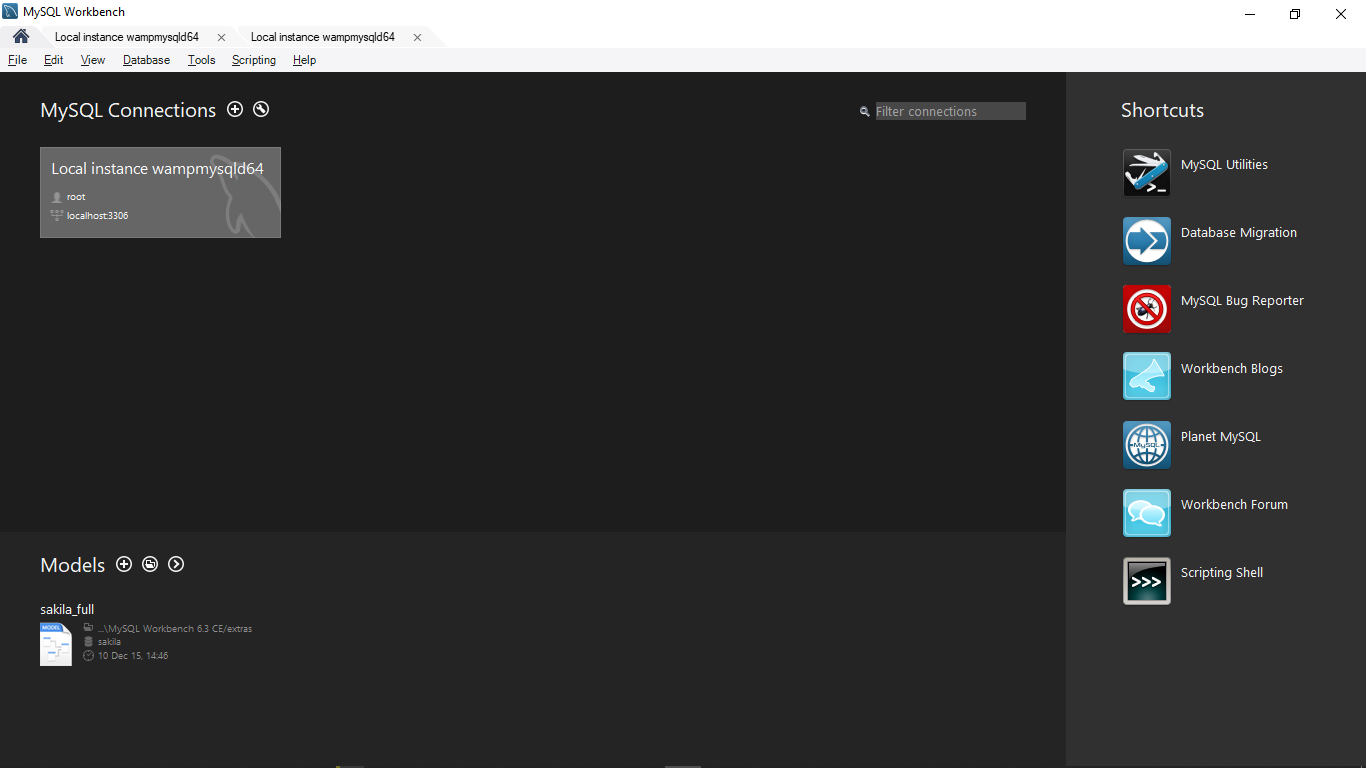 MySQL Workbench
Local instance wampmysqld64
Local instance wampmysqld64
File Edit View Database Tools Scripting Help
MySQL Connections
Filter connections
Local instance wampmysqld64
root
localhost:3306
Shortcuts
MySQL Utilities
Database Migration
MySQL Bug Reporter
Workbench Blogs
MySQL
Planet MySQL
Workbench Forum
>>>
Scripting Shell
Models
sakila_full
MODEL
...\MySQL Workbench 6.3 CE/extras
sakila
10 Dec 15, 14:46